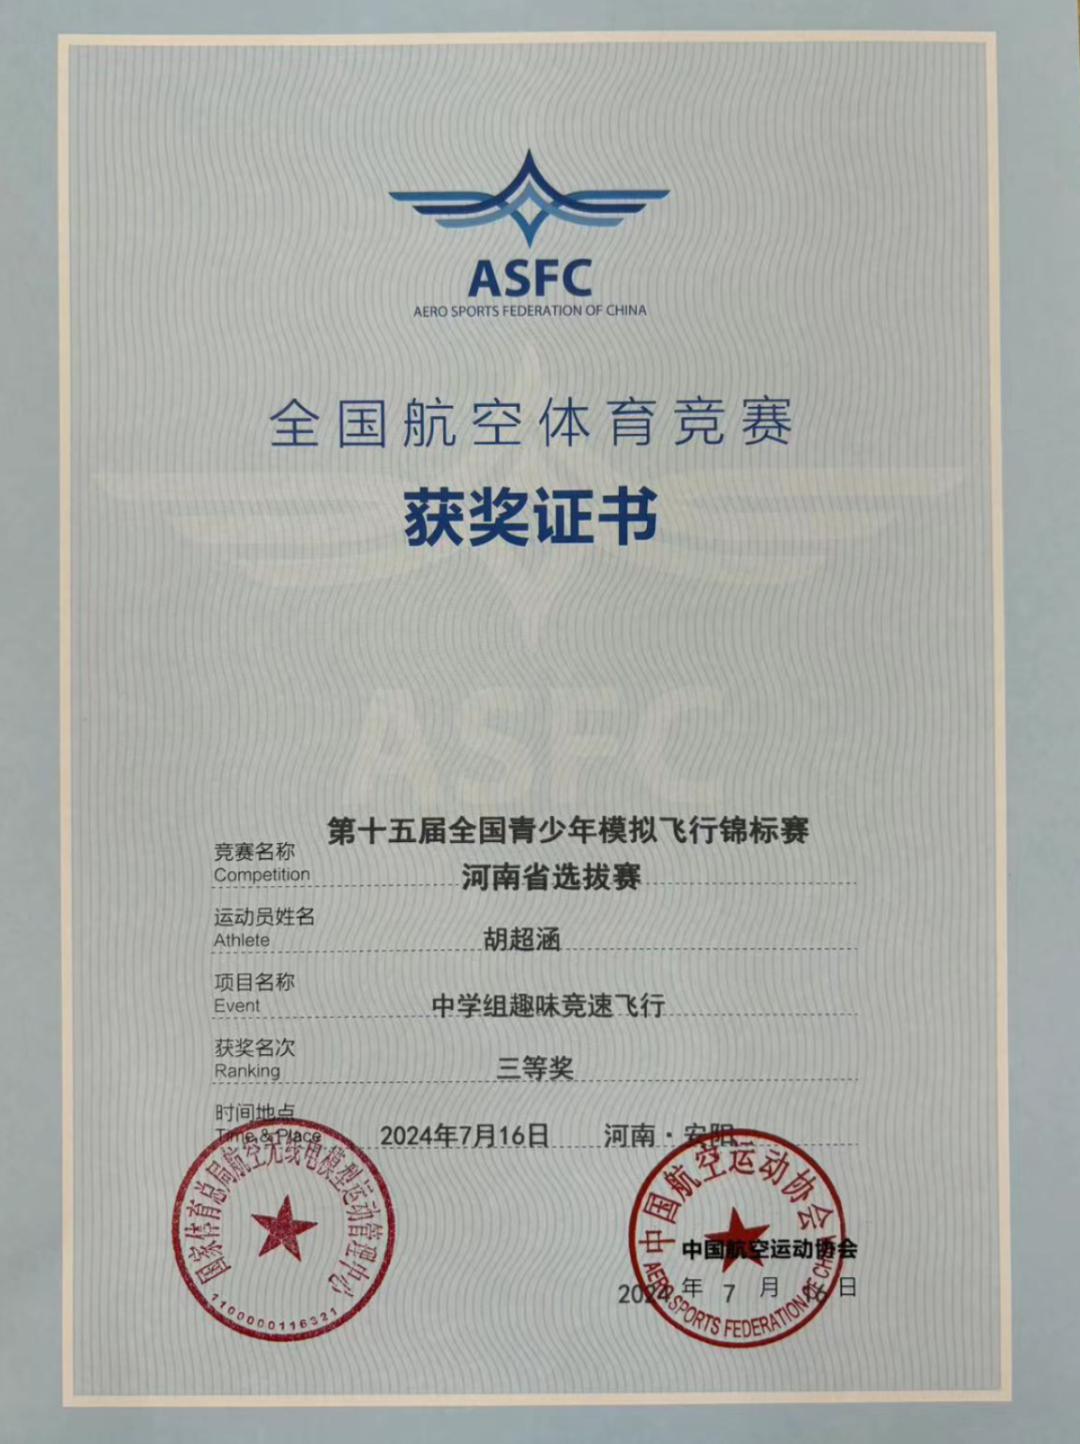 ASFC
AERO SPORTS FEDERATION OF CHINA
全国航空体育竞赛
获奖证书
ASFC
第十五届全国青少年模拟飞行锦标赛
竞赛名称
Competition
河南省选拔赛
运动员姓名
Athlete
胡超涵
项目名称
Event
中学组趣味竞速飞行
获奖名次
Ranking
三等奖
时间地点
Time & Place
2024年7月16日 河南·安阳
国家体育总局航空无线电模型运动管理中心
1100000116321
中国航空运动协会
AERO SPORTS FEDERATION OF CHINA
中国航空运动协会
2024 年 7 月 日